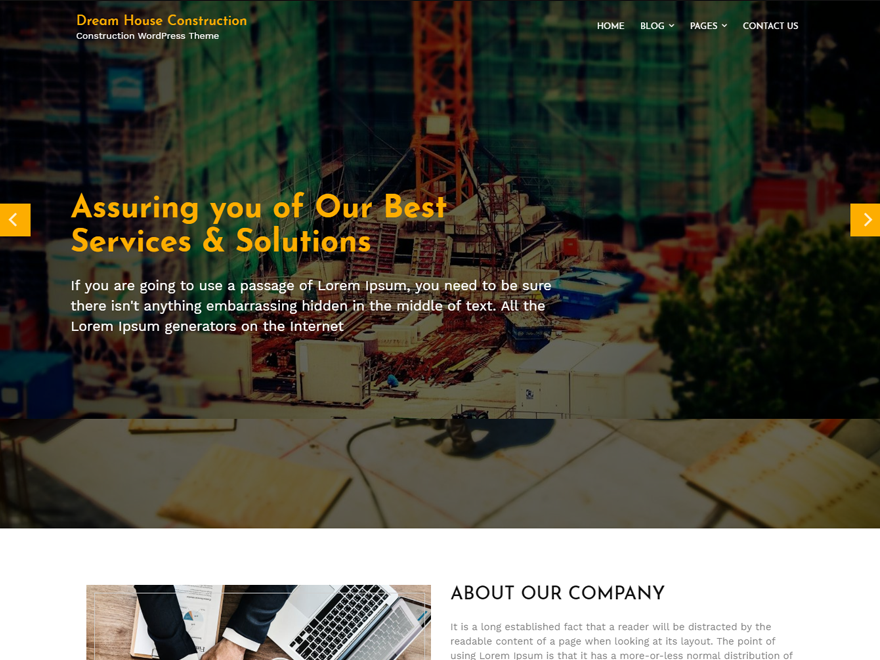 Dream House Construction
Construction WordPress Theme
HOME BLOG PAGES CONTACT US
Assuring you of Our Best
Services & Solutions
If you are going to use a passage of Lorem Ipsum, you need to be sure
there isn't anything embarrassing hidden in the middle of text. All the
Lorem Ipsum generators on the Internet
ABOUT OUR COMPANY
It is a long established fact that a reader will be distracted by the
readable content of a page when looking at its layout. The point of
using Lorem Ipsum is that it has a more-or-less normal distribution of